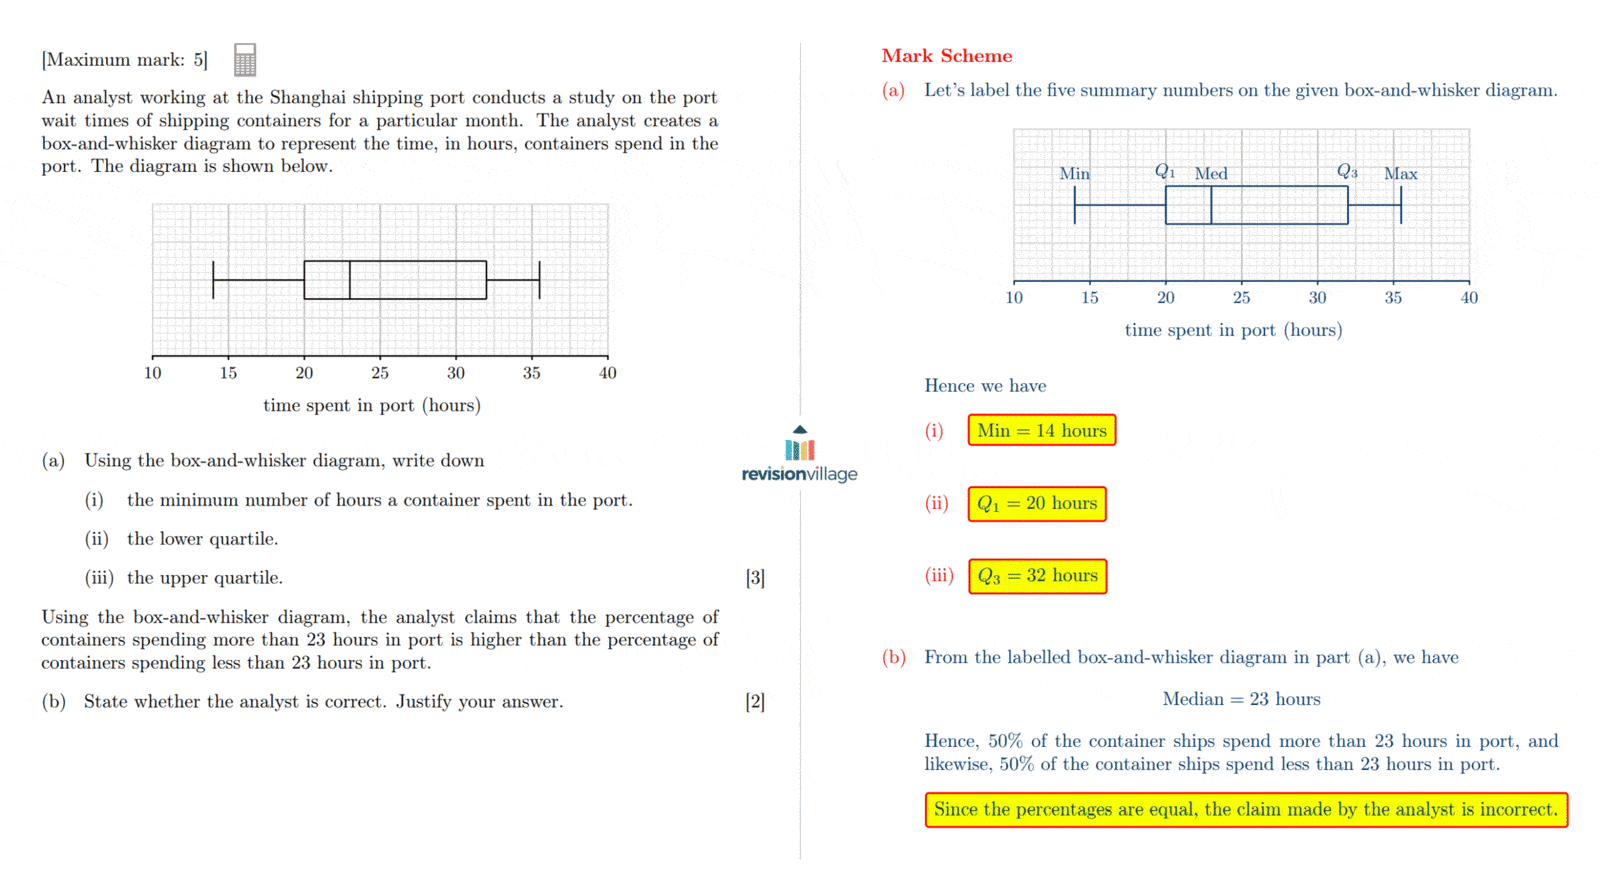 [Maximum mark: 5]
An analyst working at the Shanghai shipping port conducts a study on the port
wait times of shipping containers for a particular month. The analyst creates a
box-and-whisker diagram to represent the time, in hours, containers spend in the
port. The diagram is shown below.
10 15 20 25 30 35 40
time spent in port (hours)
(a) Using the box-and-whisker diagram, write down
(i) the minimum number of hours a container spent in the port.
(ii) the lower quartile.
(iii) the upper quartile. [3]
Using the box-and-whisker diagram, the analyst claims that the percentage of
containers spending more than 23 hours in port is higher than the percentage of
containers spending less than 23 hours in port.
(b) State whether the analyst is correct. Justify your answer. [2]
revisionvillage
Mark Scheme
(a) Let's label the five summary numbers on the given box-and-whisker diagram.
Min Q1 Med Q3 Max
10 15 20 25 30 35 40
time spent in port (hours)
Hence we have
(i) Min = 14 hours
(ii) Q1 = 20 hours
(iii) Q3 = 32 hours
(b) From the labelled box-and-whisker diagram in part (a), we have
Median = 23 hours
Hence, 50% of the container ships spend more than 23 hours in port, and
likewise, 50% of the container ships spend less than 23 hours in port.
Since the percentages are equal, the claim made by the analyst is incorrect.